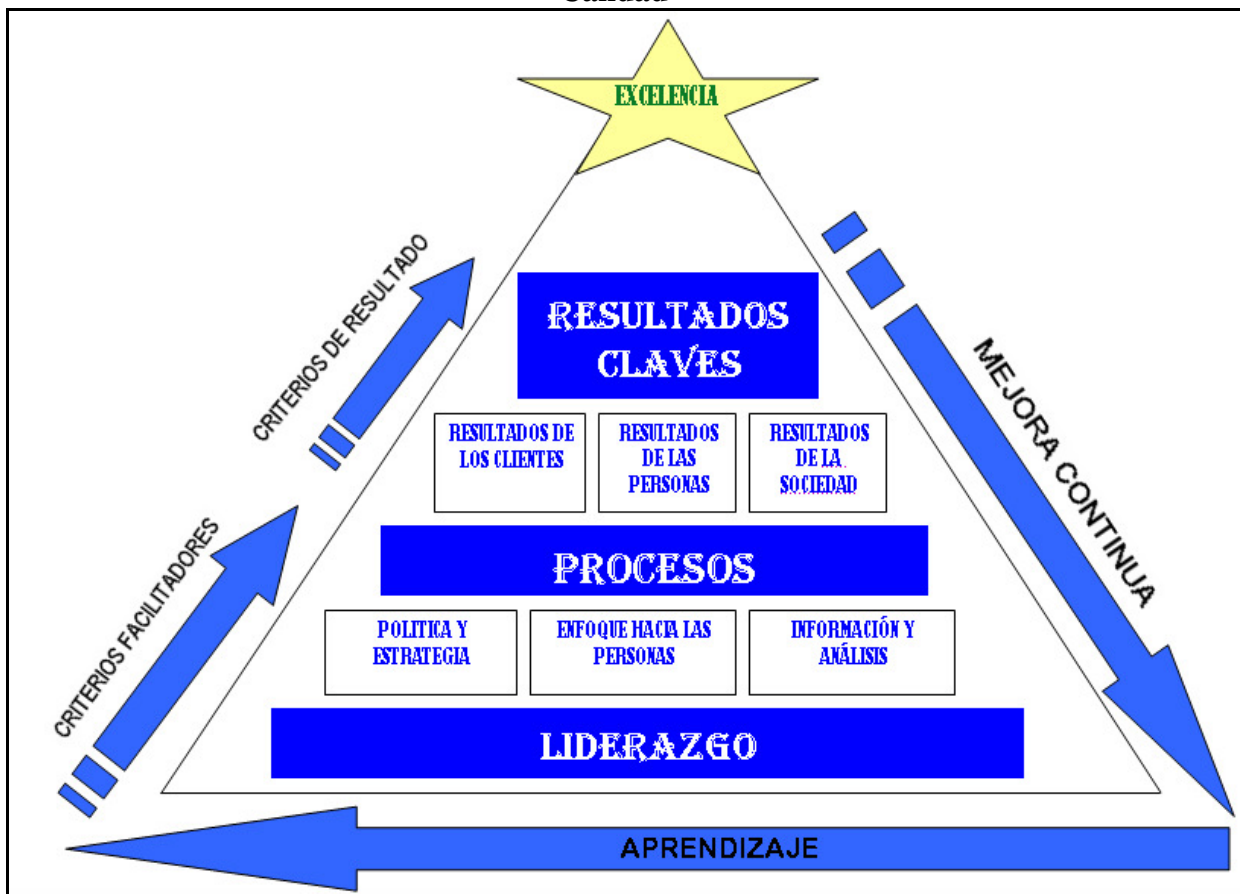 Calidad
EXCELENCIA
CRITERIOS DE RESULTADO
MEJORA CONTINUA
RESULTADOS
CLAVES
RESULTADOS DE
LOS CLIENTES
RESULTADOS
DE LAS
PERSONAS
RESULTADOS
DE LA
SOCIEDAD
CRITERIOS FACILITADORES
PROCESOS
POLITICA Y
ESTRATEGIA
ENFOQUE HACIA LAS
PERSONAS
INFORMACIÓN Y
ANÁLISIS
LIDERAZGO
APRENDIZAJE